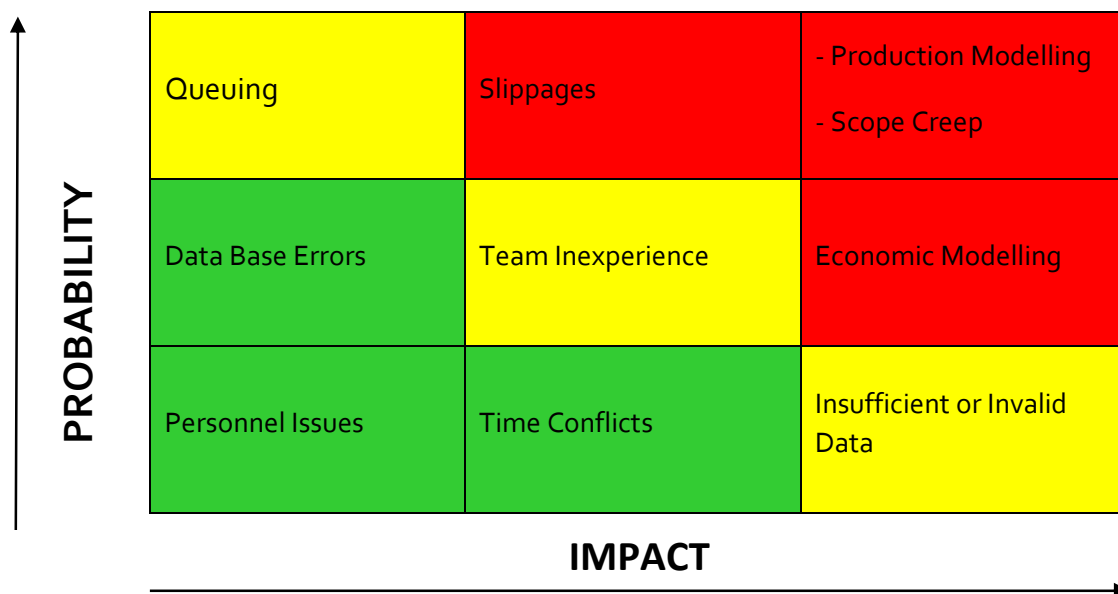 Queuing
Slippages
- Production Modelling
- Scope Creep
Data Base Errors
Team Inexperience
Economic Modelling
Personnel Issues
Time Conflicts
Insufficient or Invalid
Data
PROBABILITY
IMPACT